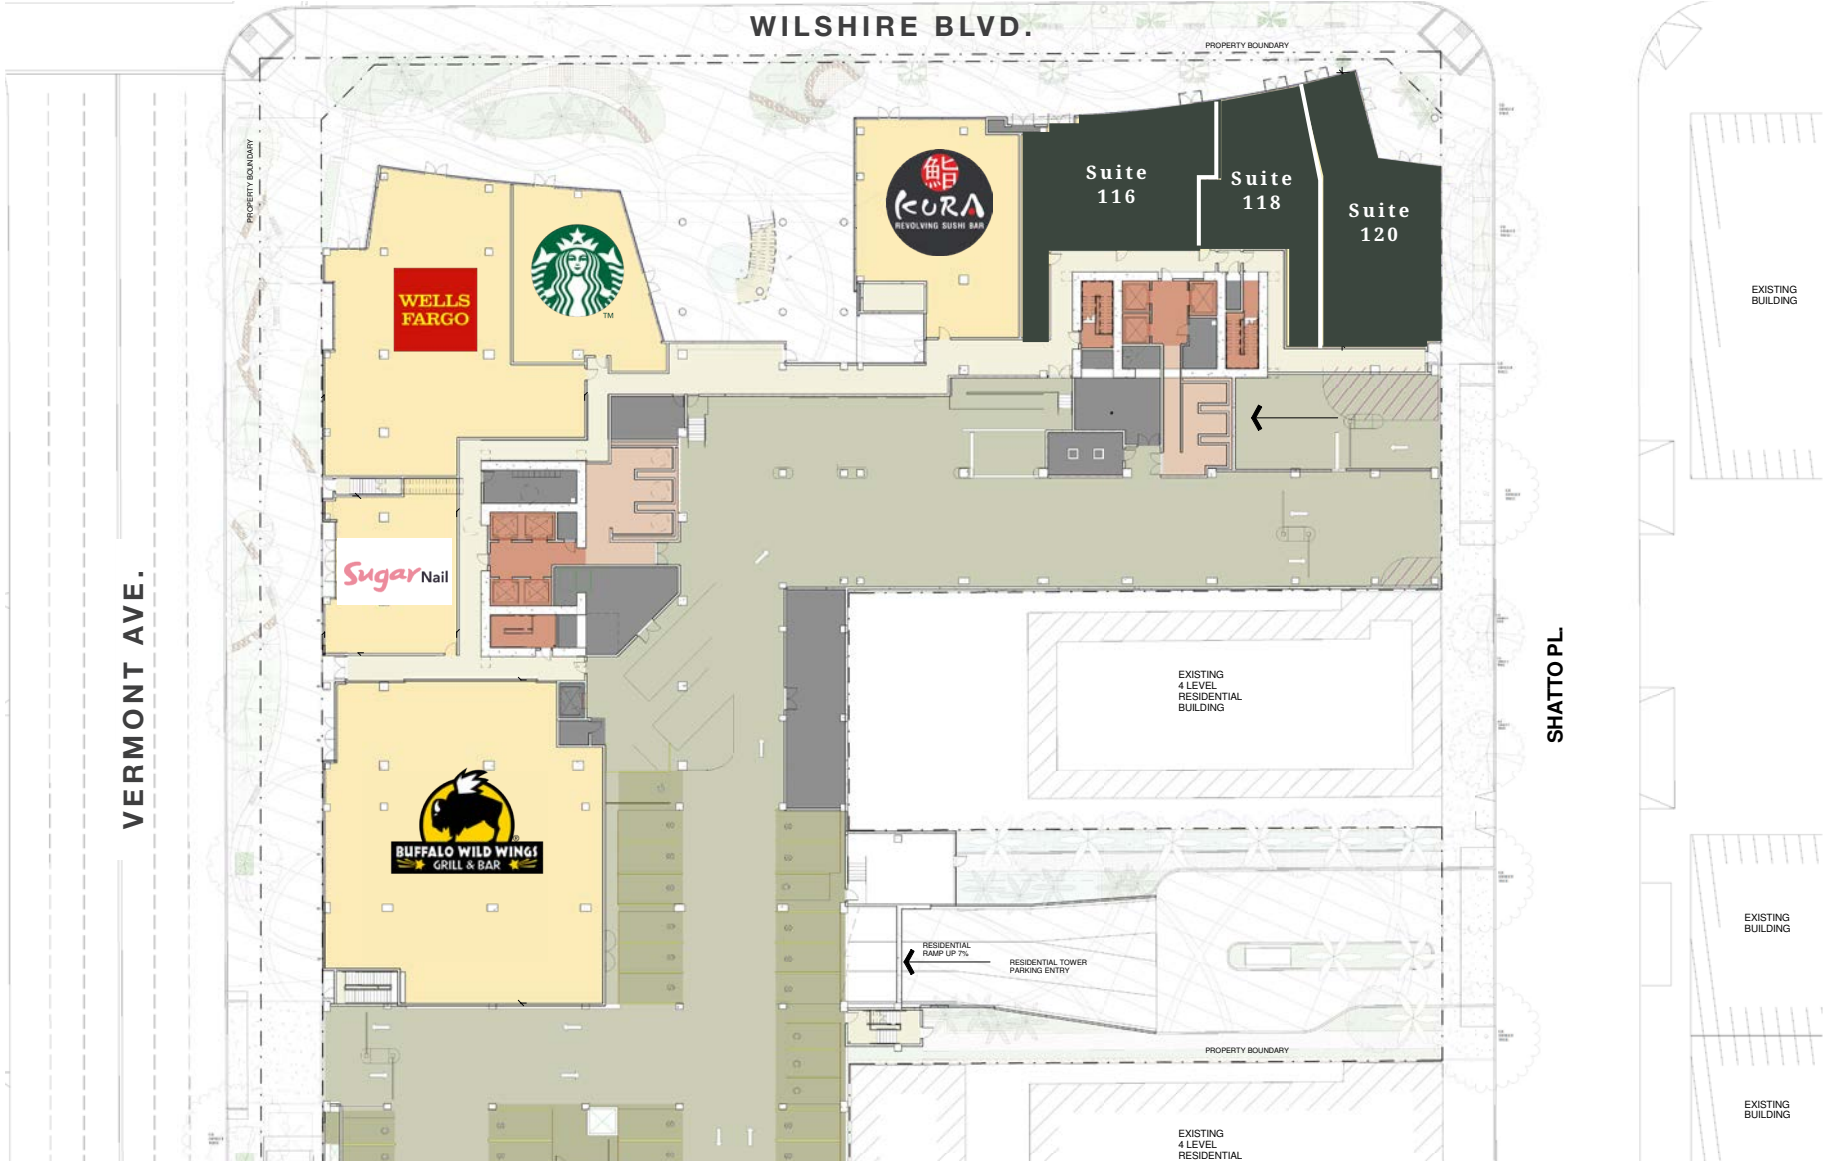 WILSHIRE BLVD.
PROPERTY BOUNDARY
PROPERTY BOUNDARY
鮨
KURA
REVOLVING SUSHI BAR
Suite
116
Suite
118
Suite
120
WELLS
FARGO
TM
EXISTING
BUILDING
Sugar Nail
VERMONT AVE.
SHATTO PL.
EXISTING
4 LEVEL
RESIDENTIAL
BUILDING
BUFFALO WILD WINGS
®
GRILL & BAR
RESIDENTIAL
RAMP UP 7%
RESIDENTIAL TOWER
PARKING ENTRY
EXISTING
BUILDING
PROPERTY BOUNDARY
EXISTING
BUILDING
EXISTING
4 LEVEL
RESIDENTIAL